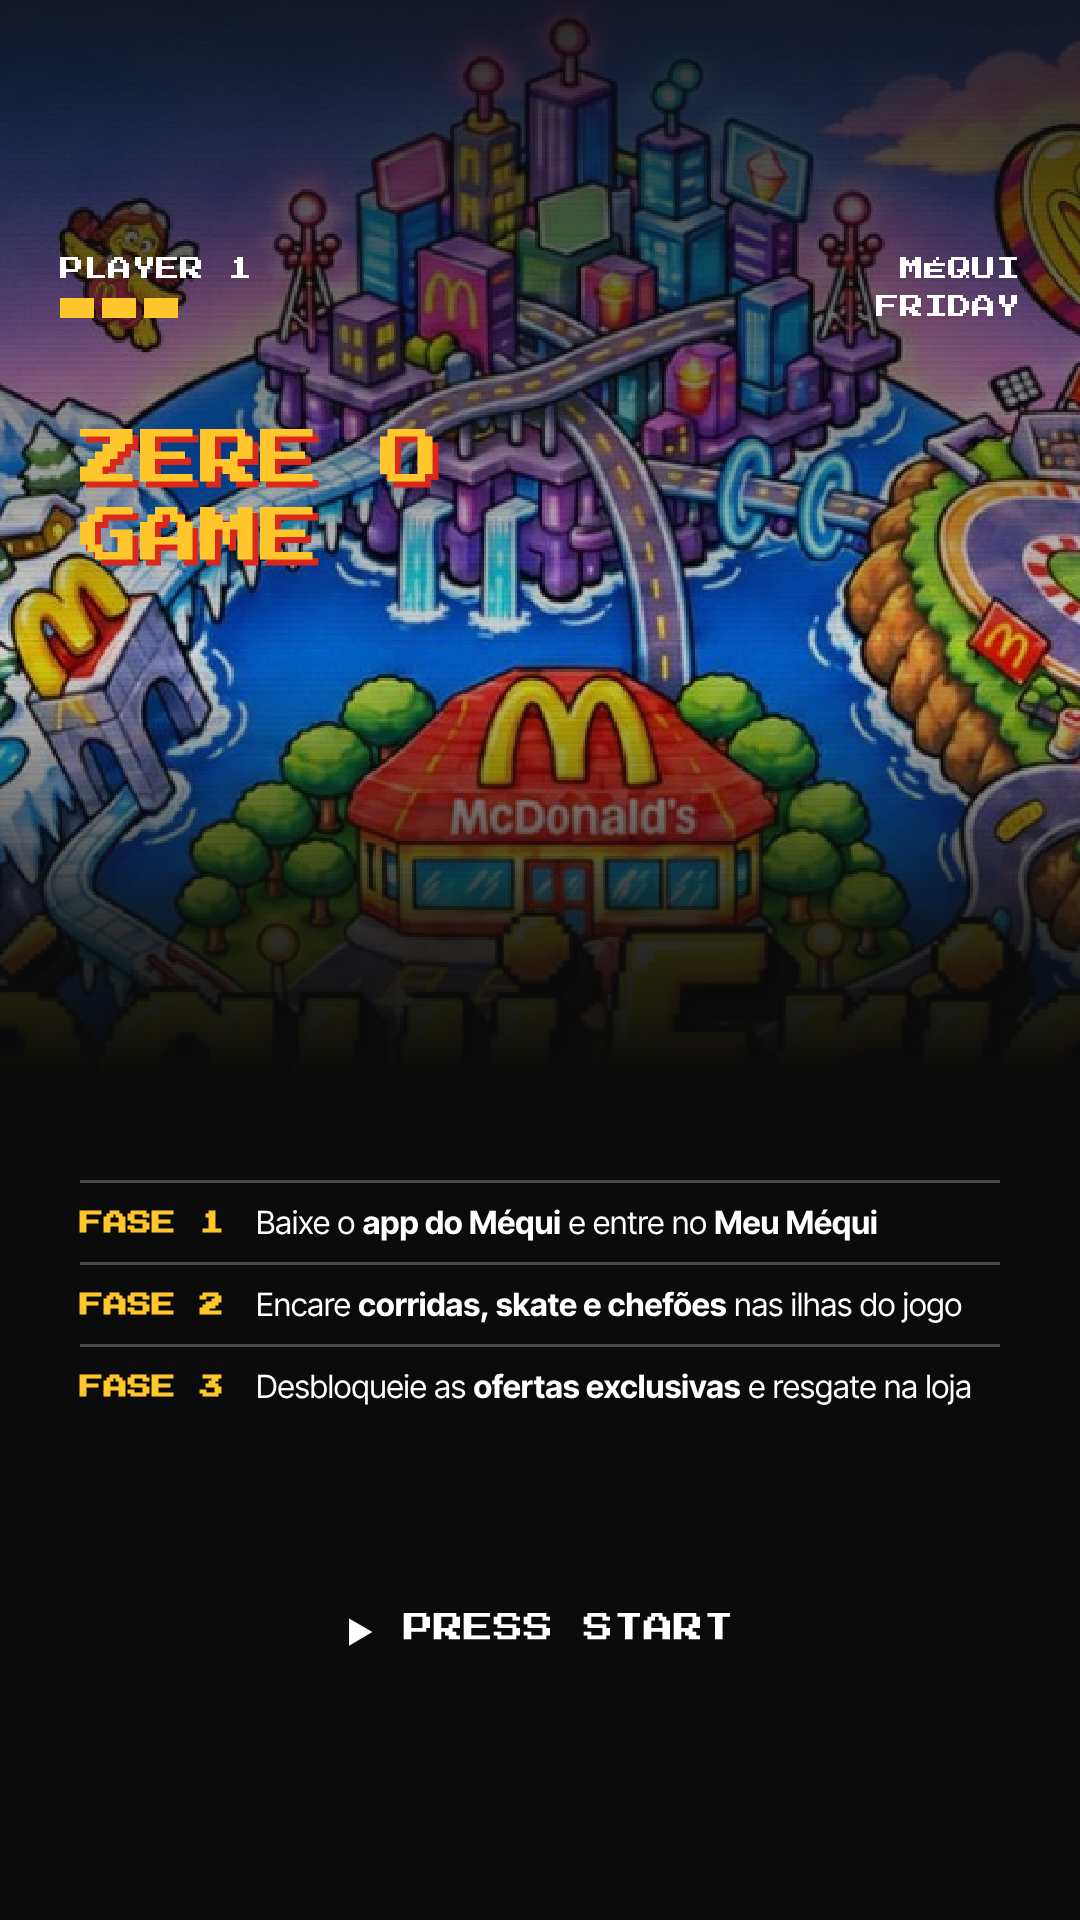 PLAYER 1
MéQUI
FRIDAY
ZERE O
GAME
McDonald's
FASE 1 Baixe o app do Méqui e entre no Meu Méqui
FASE 2 Encare corridas, skate e chefões nas ilhas do jogo
FASE 3 Desbloqueie as ofertas exclusivas e resgate na loja
▶ PRESS START